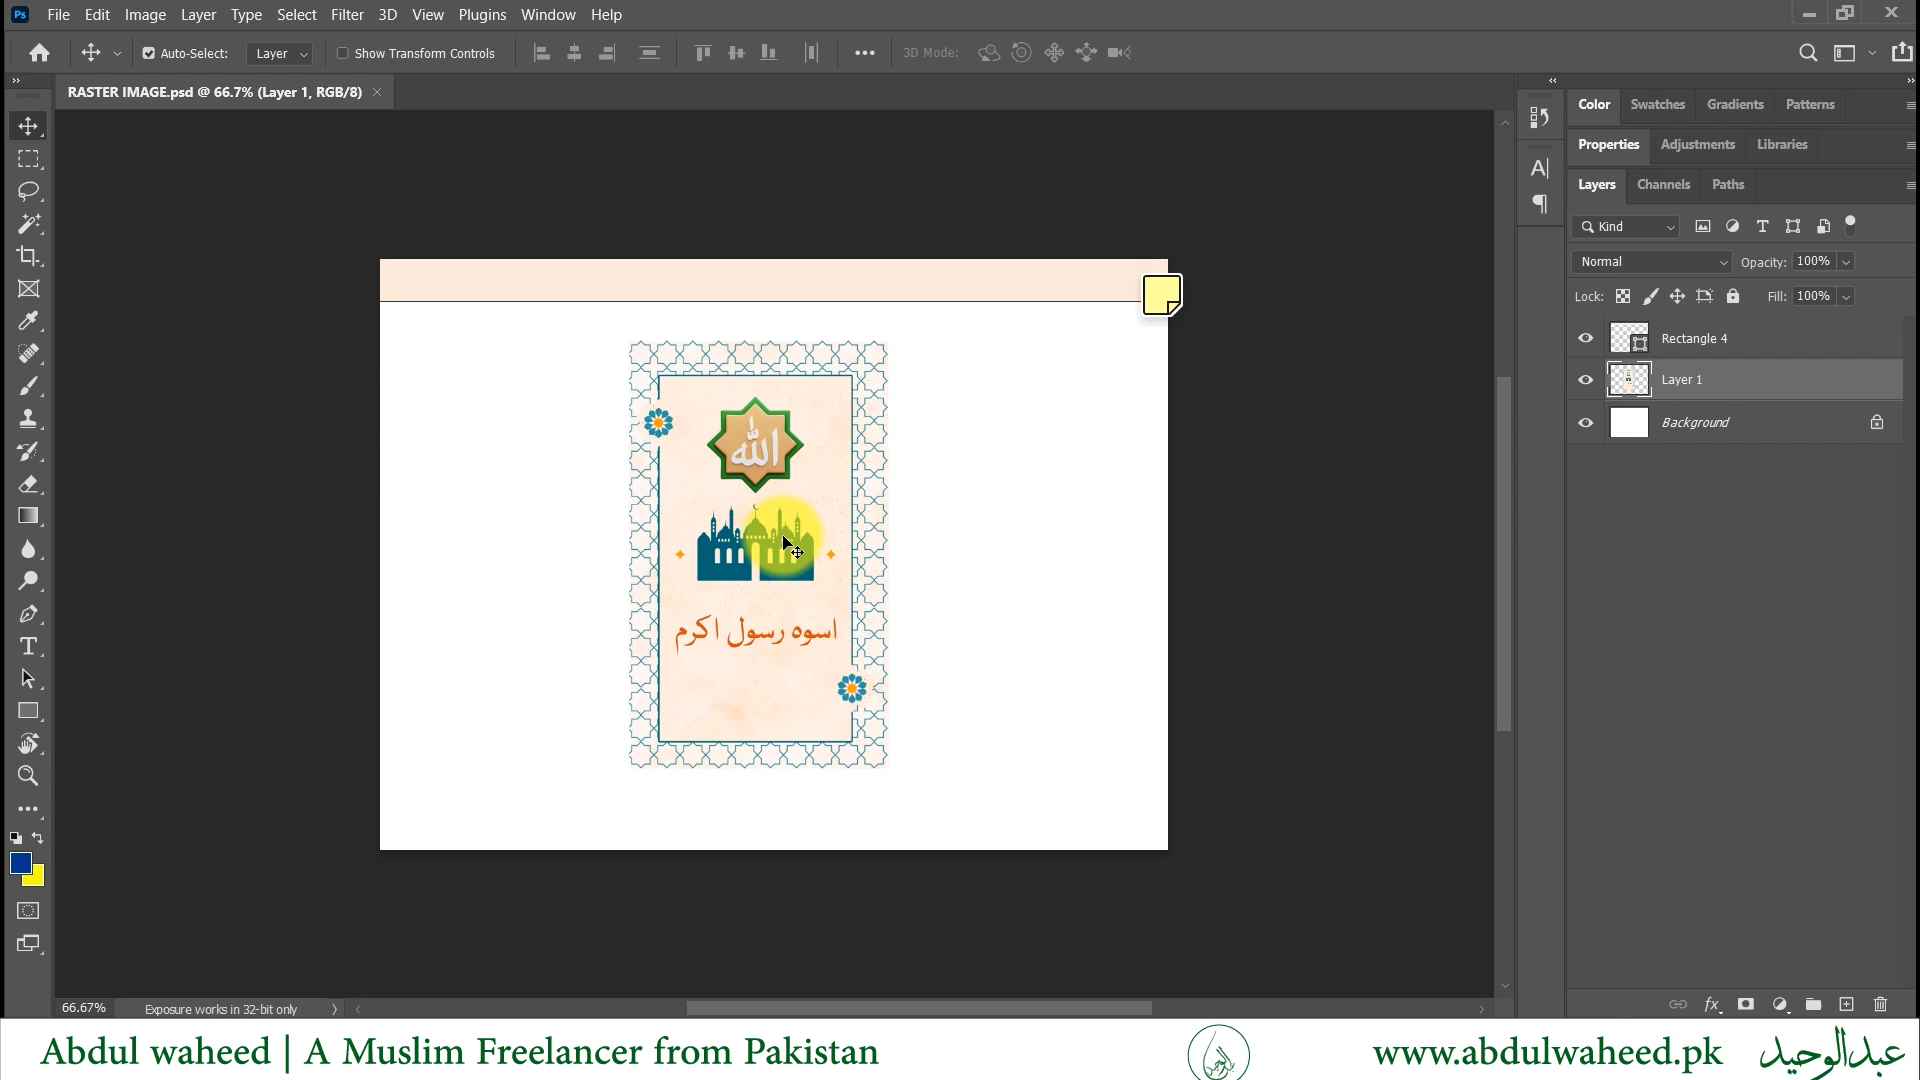 Ps File Edit Image Layer Type Select Filter 3D View Plugins Window Help
Auto-Select: Layer Show Transform Controls 3D Mode:
RASTER IMAGE.psd @ 66.7% (Layer 1, RGB/8)
Color Swatches Gradients Patterns
Properties Adjustments Libraries
Layers Channels Paths
Kind
Normal Opacity: 100%
Lock: Fill: 100%
Rectangle 4
Layer 1
Background
الله
اسوہ رسول اکرم
66.67% Exposure works in 32-bit only
Abdul waheed | A Muslim Freelancer from Pakistan www.abdulwaheed.pk عبدالوحید